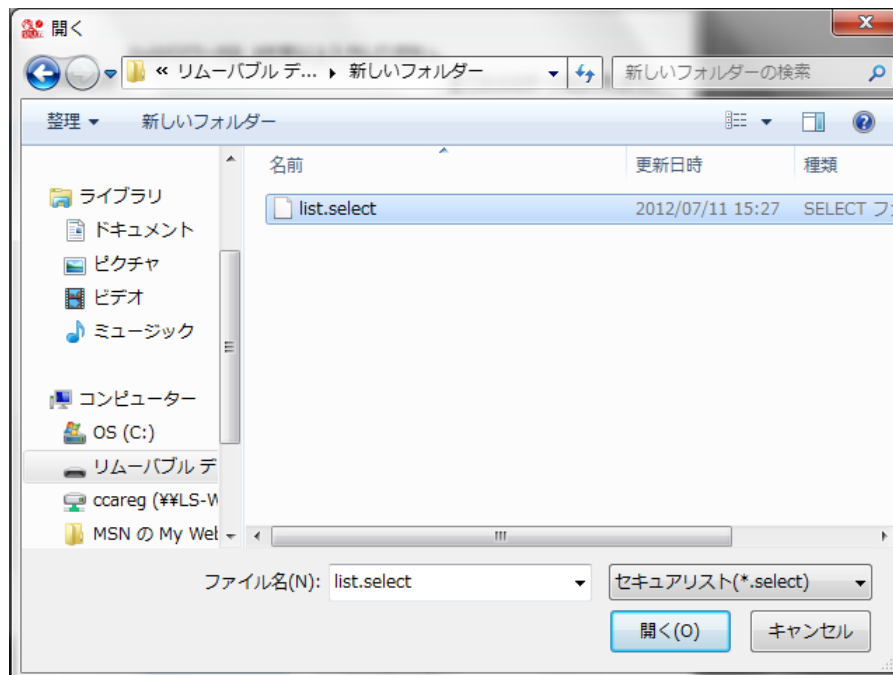 開く
« リムーバブル デ... ▸ 新しいフォルダー
新しいフォルダーの検索
整理
新しいフォルダー
名前
更新日時
種類
list.select
2012/07/11 15:27
SELECT フ
ライブラリ
ドキュメント
ピクチャ
ビデオ
ミュージック
コンピューター
OS (C:)
リムーバブル デ
ccareg (¥¥LS-W
MSN の My Web
ファイル名(N):
list.select
セキュアリスト(*.select)
開く(O)
キャンセル